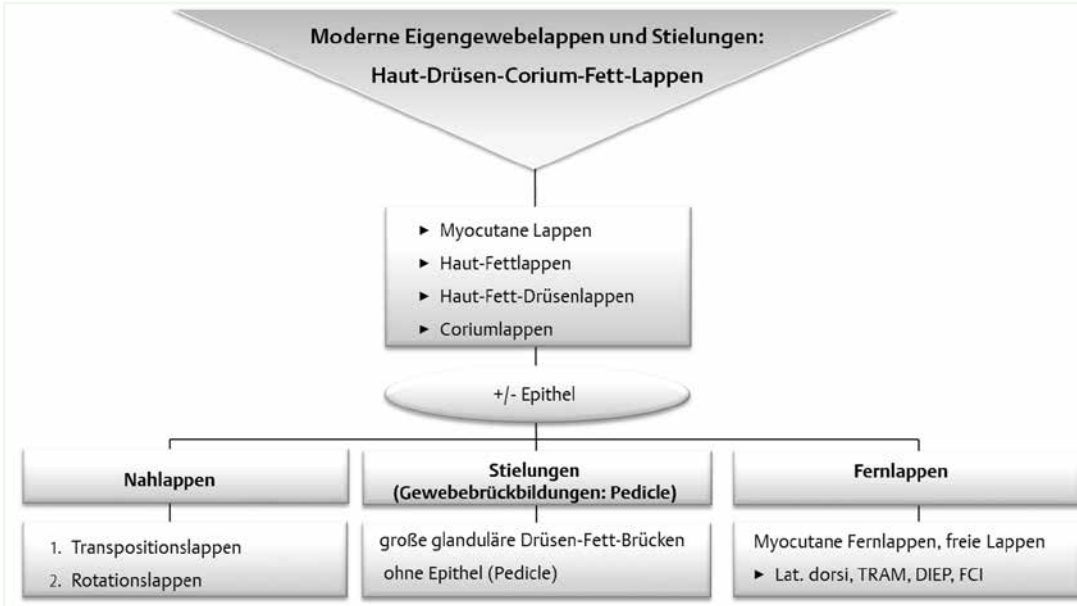 Moderne Eigengewebelappen und Stielungen:
Haut-Drüsen-Corium-Fett-Lappen
► Myocutane Lappen
► Haut-Fettlappen
► Haut-Fett-Drüsenlappen
► Coriumlappen
+/- Epithel
Nahlappen
1. Transpositionslappen
2. Rotationslappen
Stielungen
(Gewebebrückbildungen: Pedicle)
große glanduläre Drüsen-Fett-Brücken
ohne Epithel (Pedicle)
Fernlappen
Myocutane Fernlappen, freie Lappen
► Lat. dorsi, TRAM, DIEP, FCI